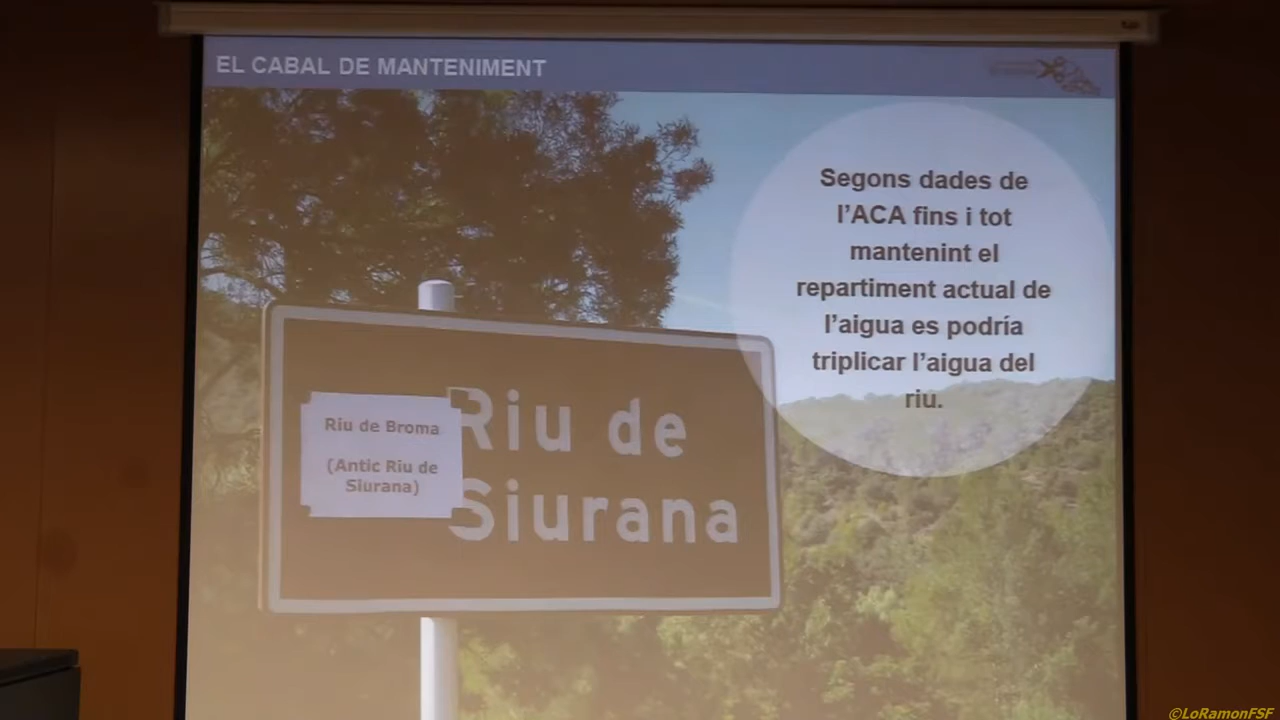 EL CABAL DE MANTENIMENT
Segons dades de
l’ACA fins i tot
mantenint el
repartiment actual de
l’aigua es podría
triplicar l’aigua del
riu.
Riu de Broma
(Antic Riu de
Siurana)
Riu de
Siurana
©LoRamonFSF